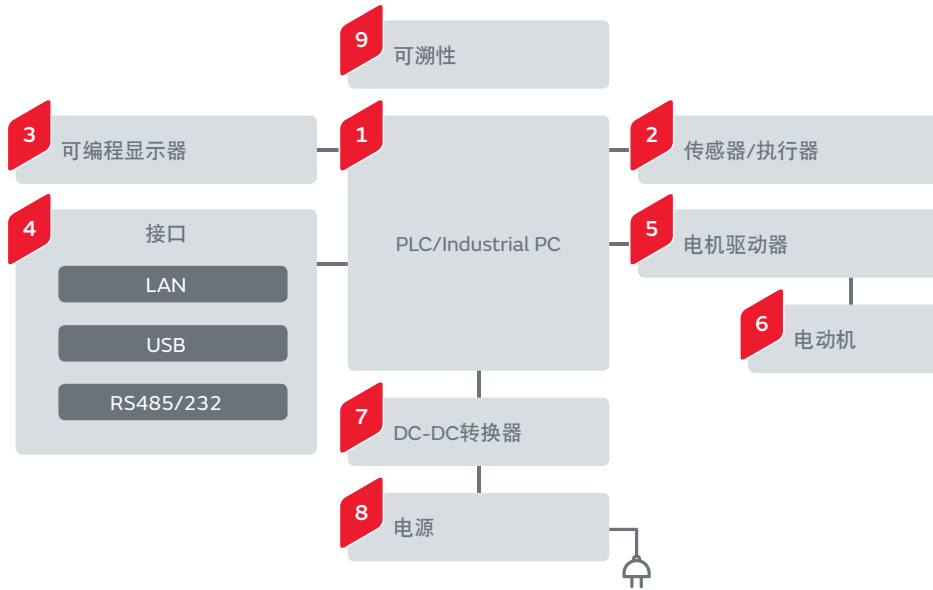 9
可溯性
3
可编程显示器
1
PLC/Industrial PC
2
传感器/执行器
4
接口
LAN
USB
RS485/232
5
电机驱动器
6
电动机
7
DC-DC转换器
8
电源